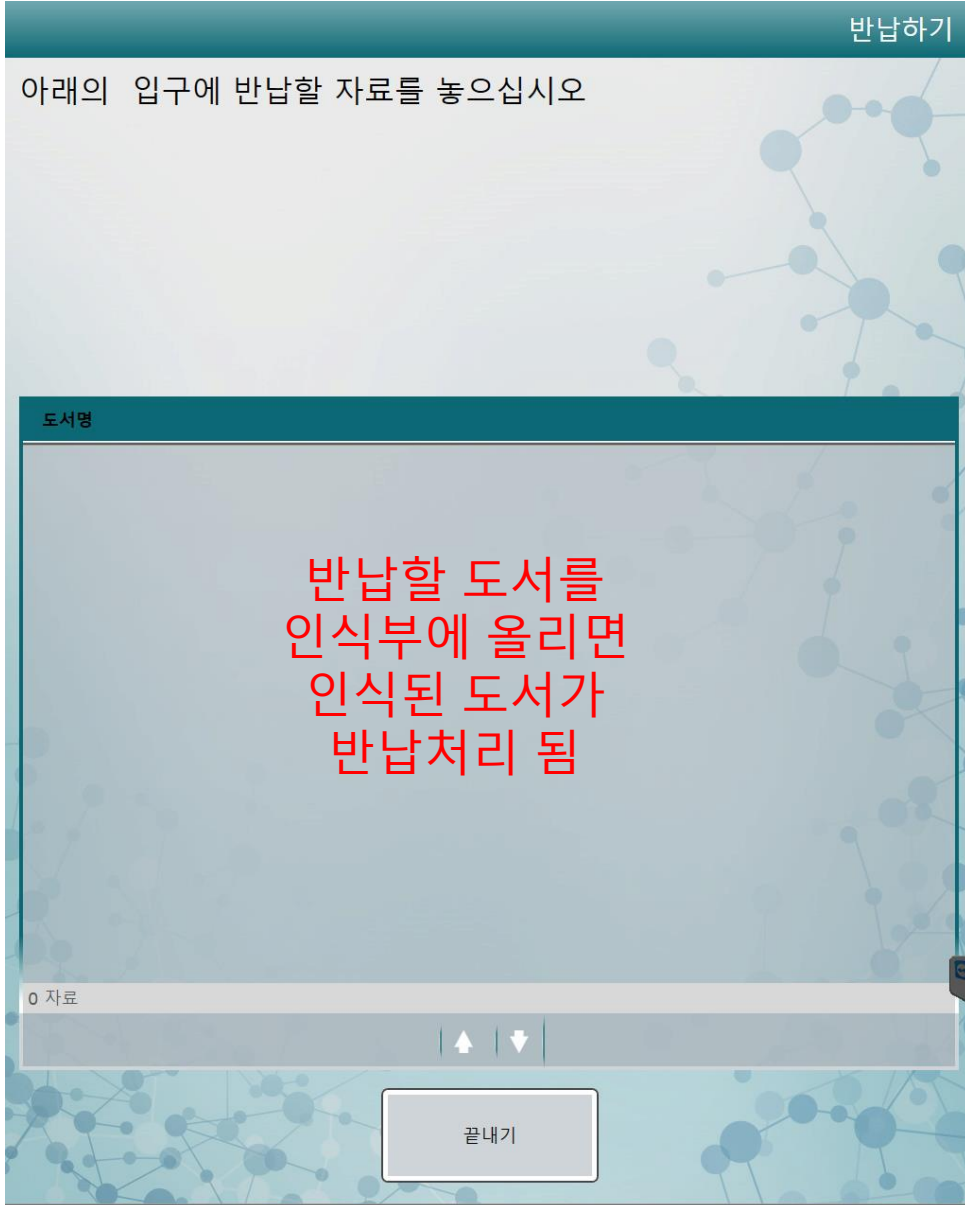 반납하기
아래의  입구에 반납할 자료를 놓으십시오
도서명
반납할 도서를
인식부에 올리면
인식된 도서가
반납처리 됨
0 자료
끝내기